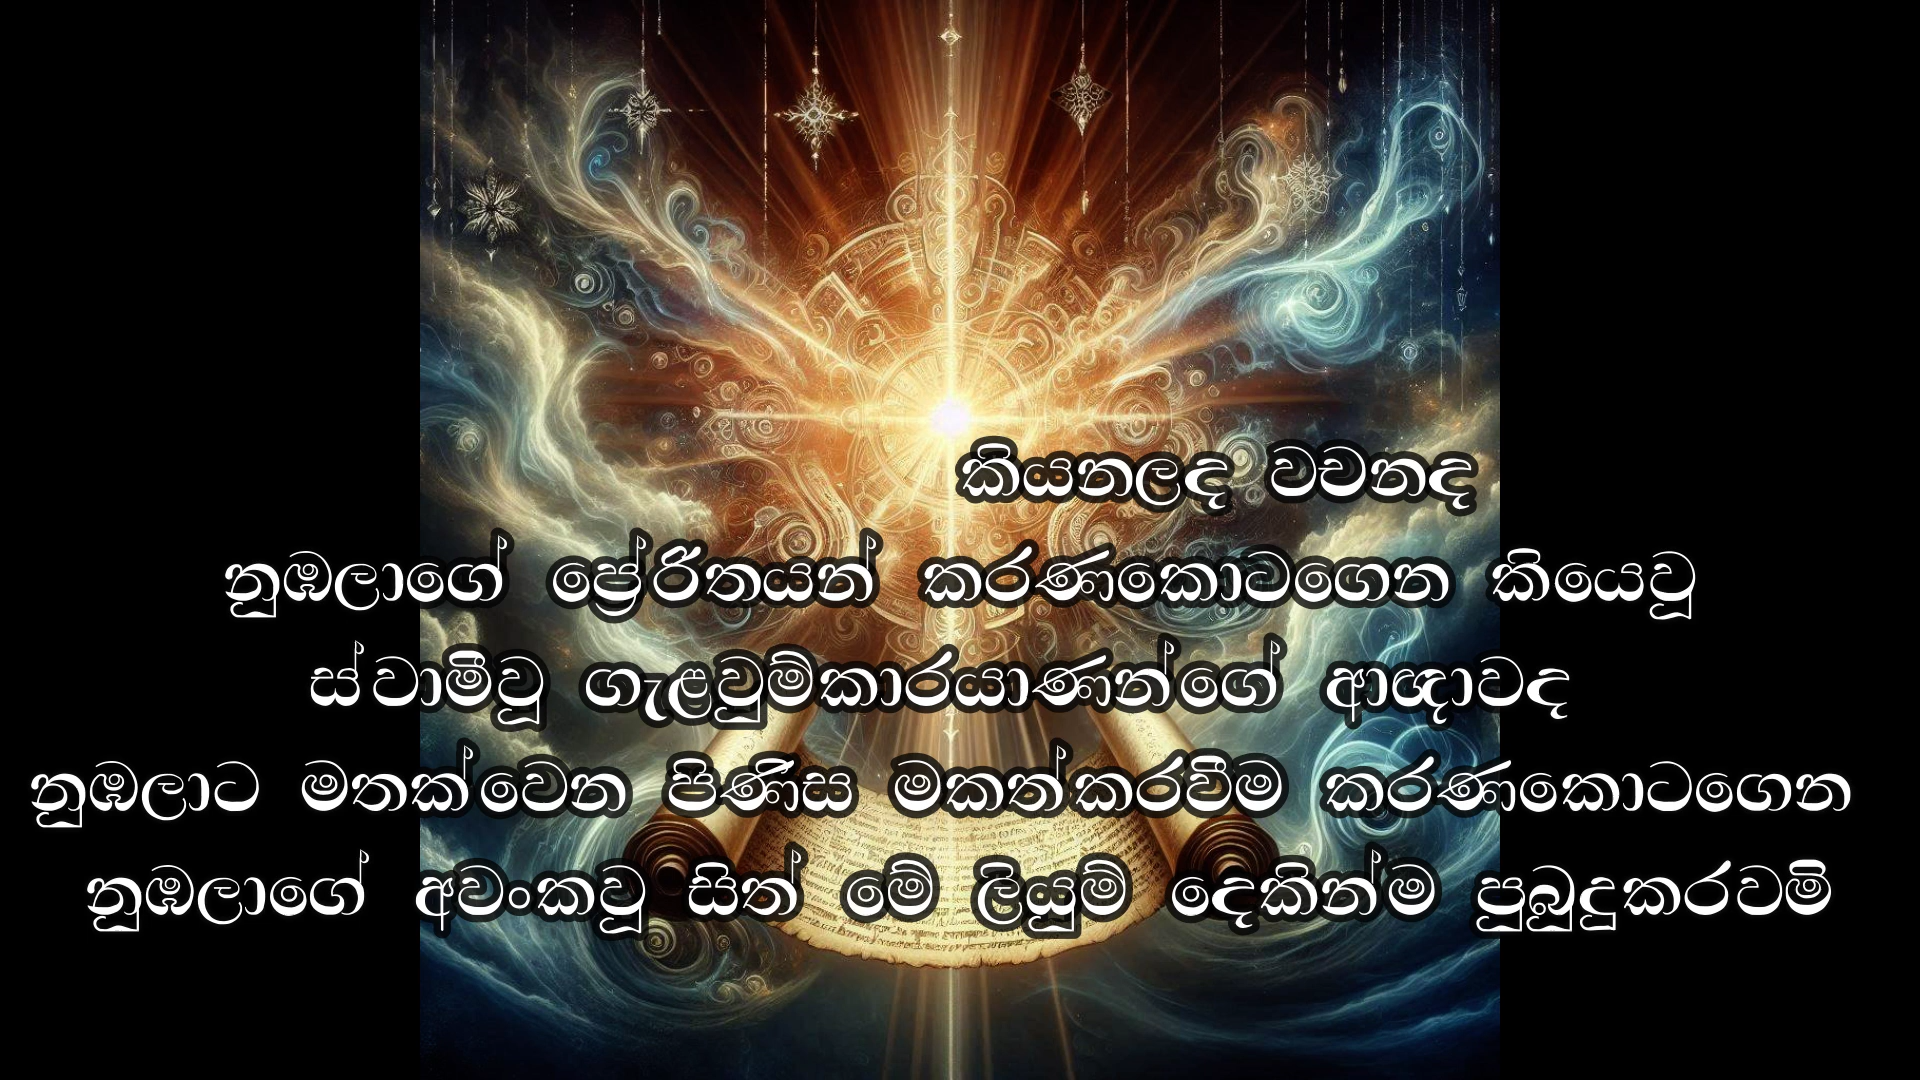 කියනලද වචනද
නුඹලාගේ ප්‍රේරිතයන් කරණකොටගෙන කියෙවූ
ස්වාමීවූ ගැළවුම්කාරයාණන්ගේ ආඥාවද
නුඹලාට මතක්වෙන පිණිස මකත්කරවීම කරණකොටගෙන
නුඹලාගේ අවංකවූ සිත් මේ ලියුම් දෙකින්ම පුබුදුකරවමි